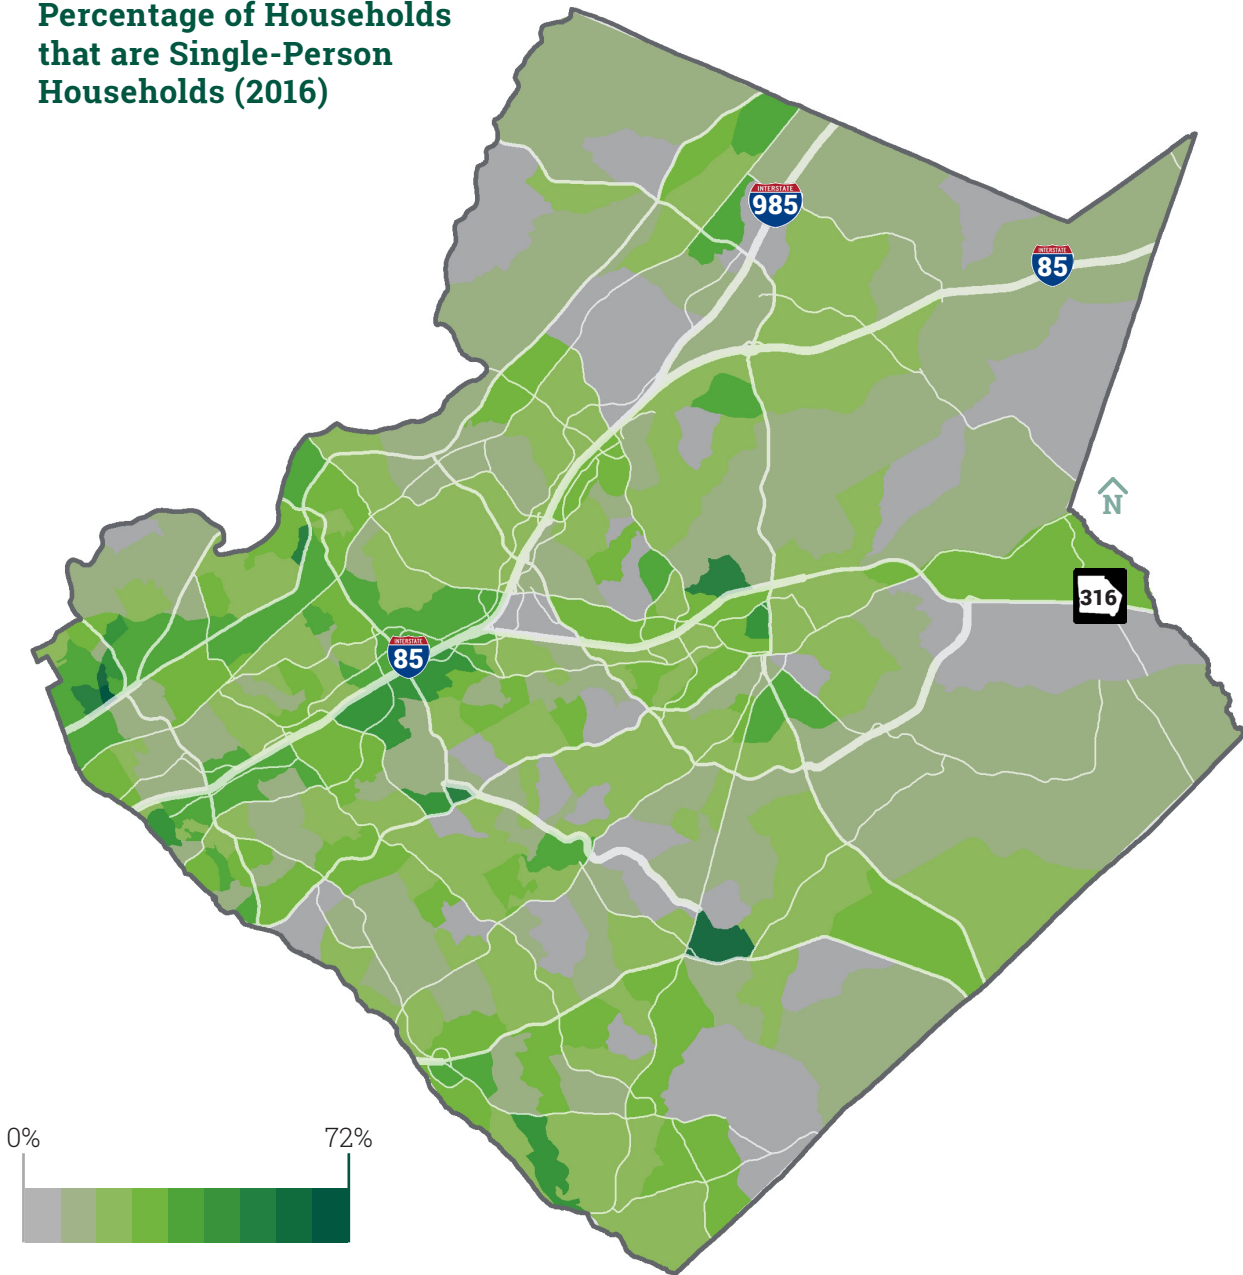 Percentage of Households
that are Single-Person
Households (2016)
INTERSTATE
985
INTERSTATE
85
N
316
INTERSTATE
85
0%
72%